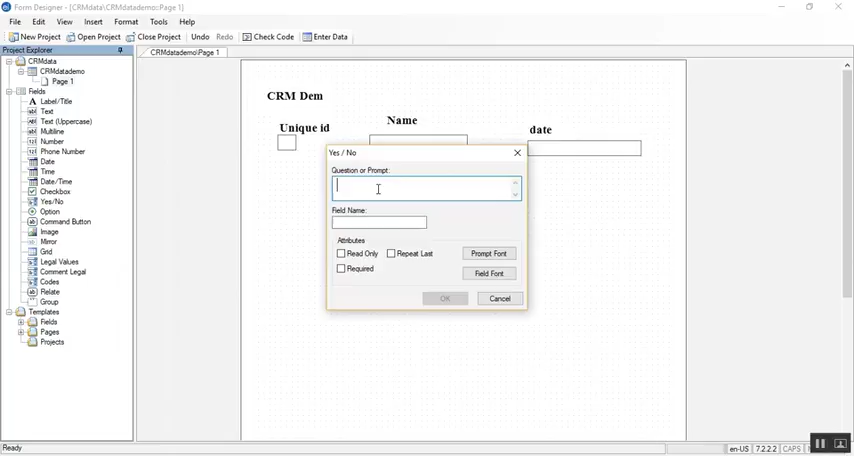 Form Designer - [CRMdata\CRMdatademo::Page 1]
File Edit View Insert Format Tools Help
New Project Open Project Close Project Undo Redo Check Code Enter Data
Project Explorer
CRMdatademo\Page 1
CRMdata
CRMdatademo
Page 1
Fields
Label/Title
Text
Text (Uppercase)
Multiline
Number
Phone Number
Date
Time
Date/Time
Checkbox
Yes/No
Option
Command Button
Image
Mirror
Grid
Legal Values
Comment Legal
Codes
Relate
Group
Templates
Fields
Pages
Projects
CRM Dem
Unique id
Name
date
Yes / No
Question or Prompt:
Field Name:
Attributes
Read Only Repeat Last Prompt Font
Required Field Font
OK Cancel
Ready en-US 7.2.2.2 CAPS